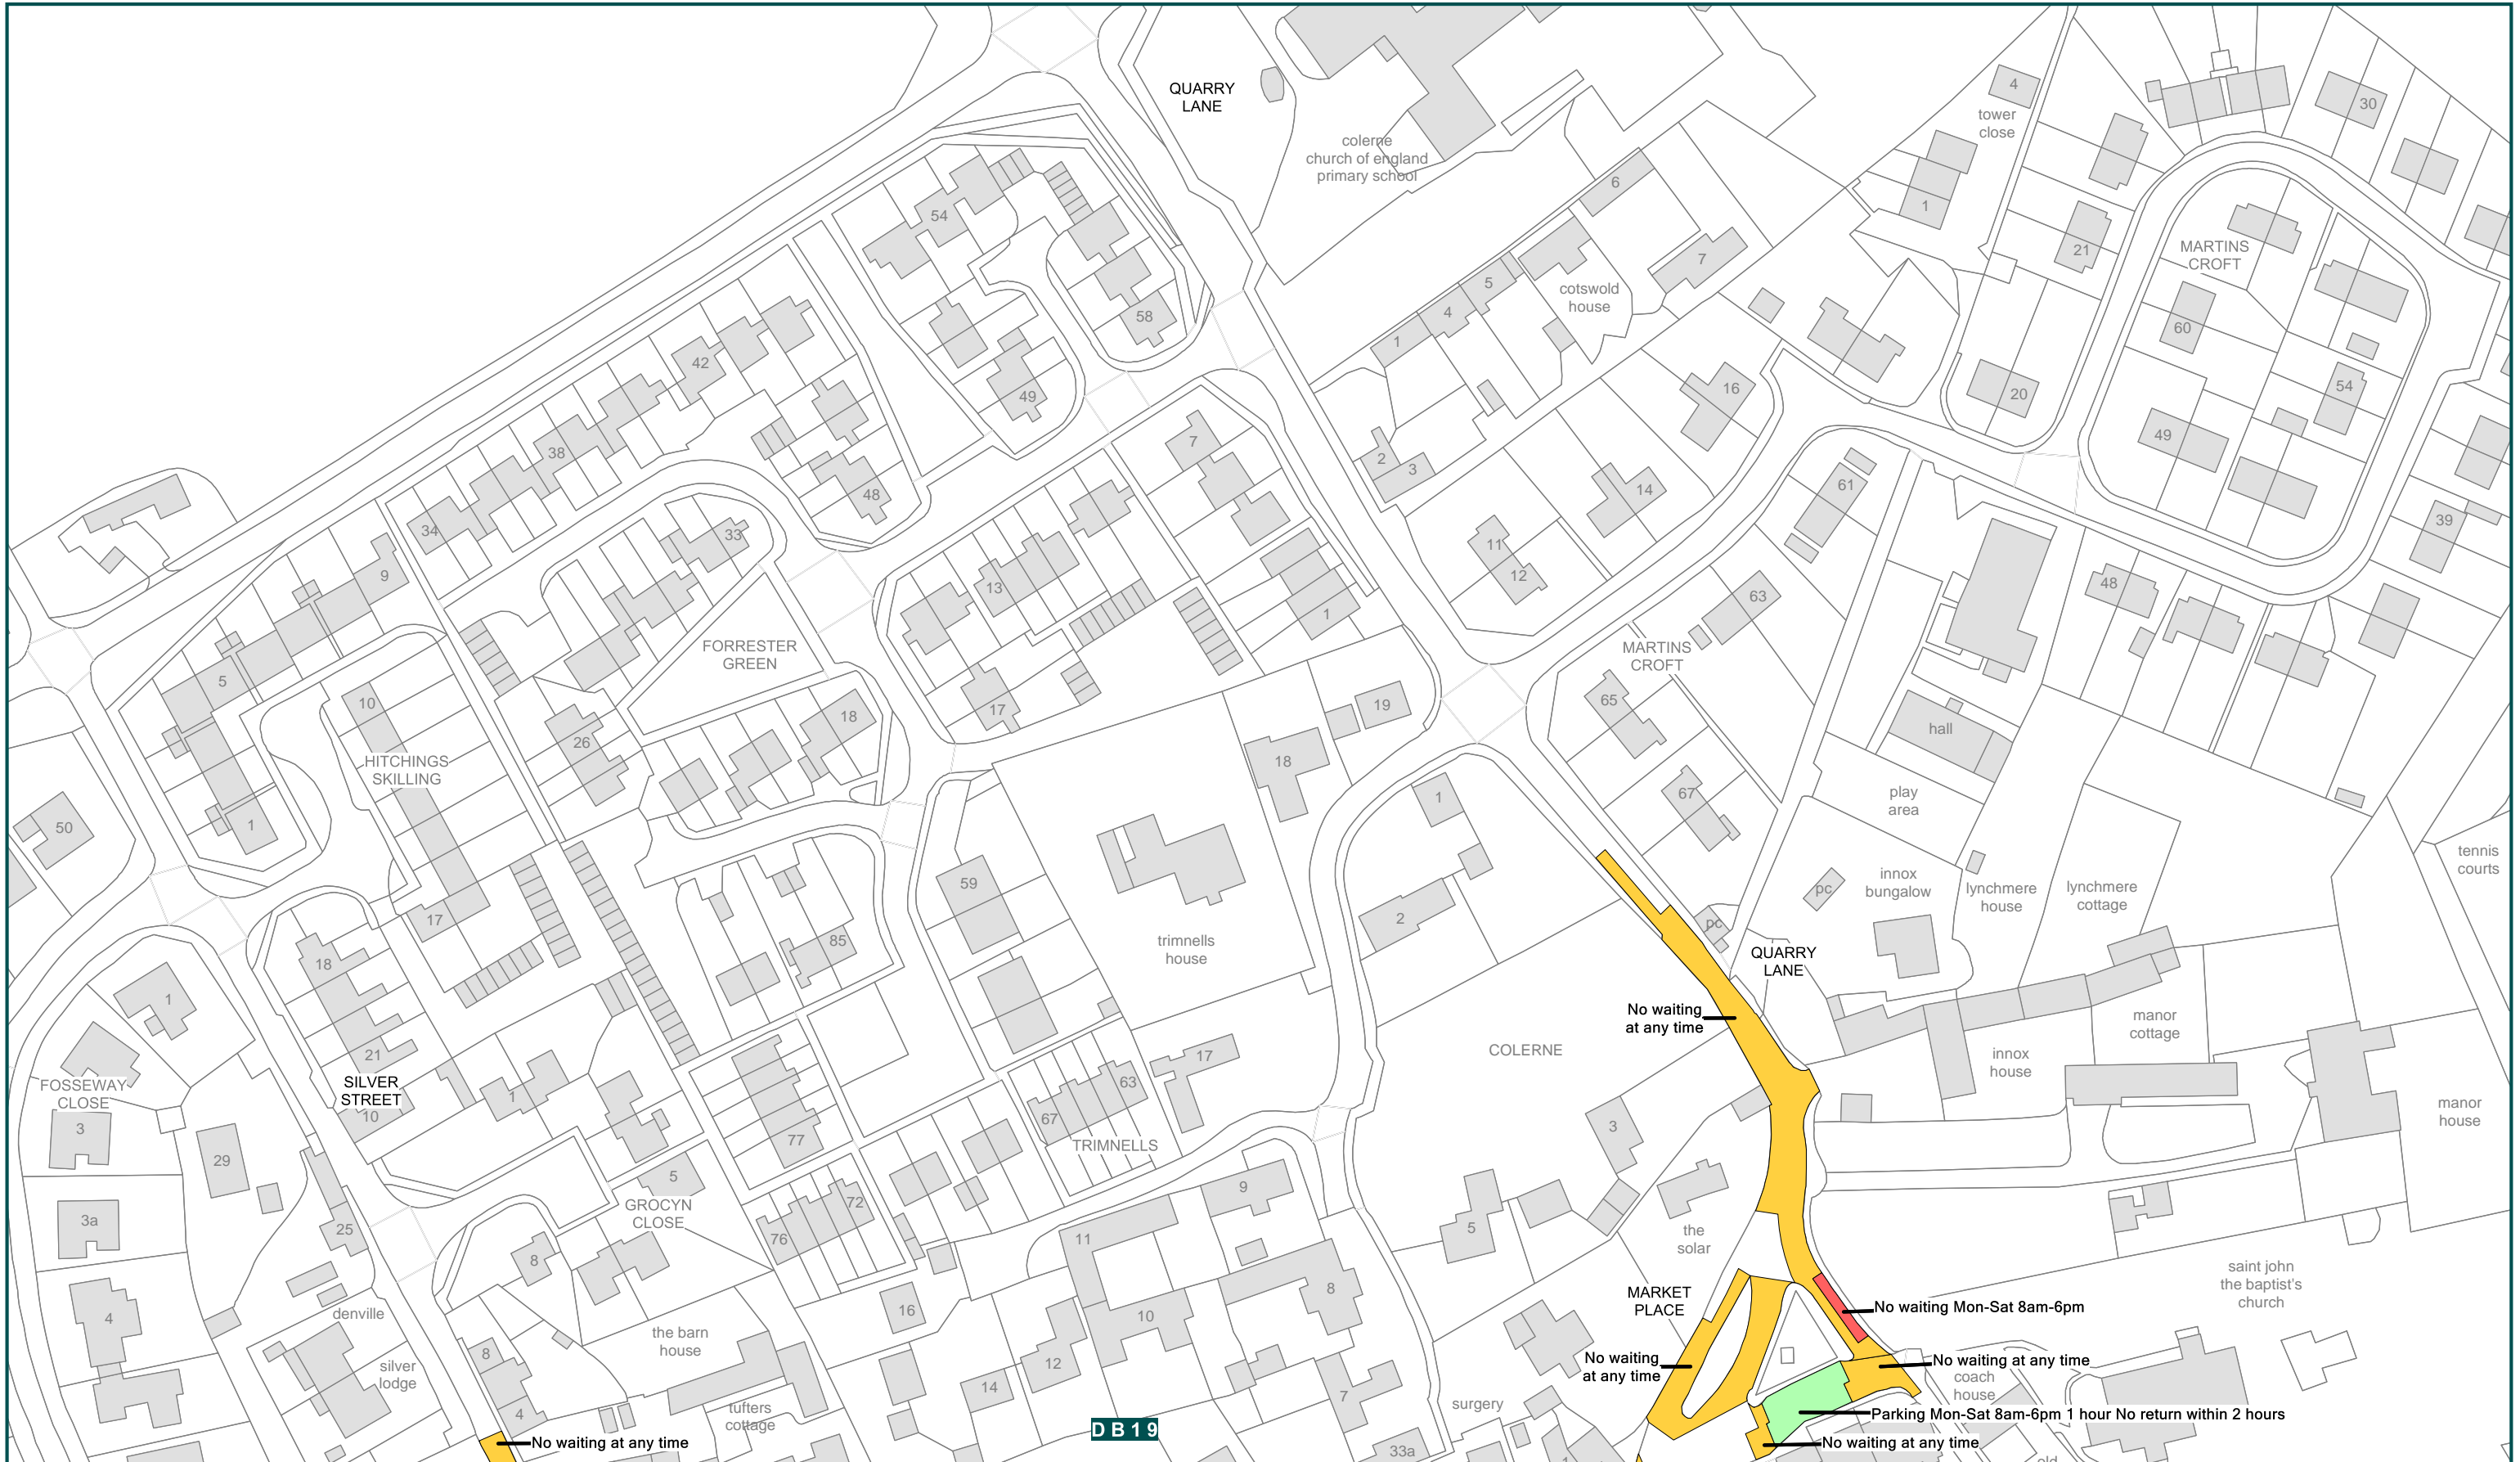 QUARRY
LANE
colerne
church of england
primary school
4
tower
close
30
6
1
54
21
MARTINS
CROFT
7
5
cotswold
house
4
58
60
1
42
49
16
20
54
7
49
2
3
38
48
14
61
34
33
11
39
9
13
12
63
48
1
FORRESTER
GREEN
MARTINS
CROFT
5
10
17
18
19
65
26
hall
HITCHINGS
SKILLING
18
67
1
play
area
50
1
tennis
courts
59
innox
bungalow
pc
lynchmere
house
lynchmere
cottage
17
2
pc
85
trimnells
house
18
QUARRY
LANE
1
No waiting
at any time
manor
cottage
21
COLERNE
17
innox
house
FOSSEWAY
CLOSE
SILVER
STREET
10
1
63
67
manor
house
3
77
TRIMNELLS
3
29
5
9
GROCYN
CLOSE
72
3a
25
76
11
5
the
solar
8
saint john
the baptist's
church
8
MARKET
PLACE
denville
16
10
No waiting Mon-Sat 8am-6pm
4
the barn
house
8
silver
lodge
12
No waiting
at any time
No waiting at any time
coach
house
14
7
surgery
4
tufters
cottage
Parking Mon-Sat 8am-6pm 1 hour No return within 2 hours
DB19
No waiting at any time
No waiting at any time
33a
1
old